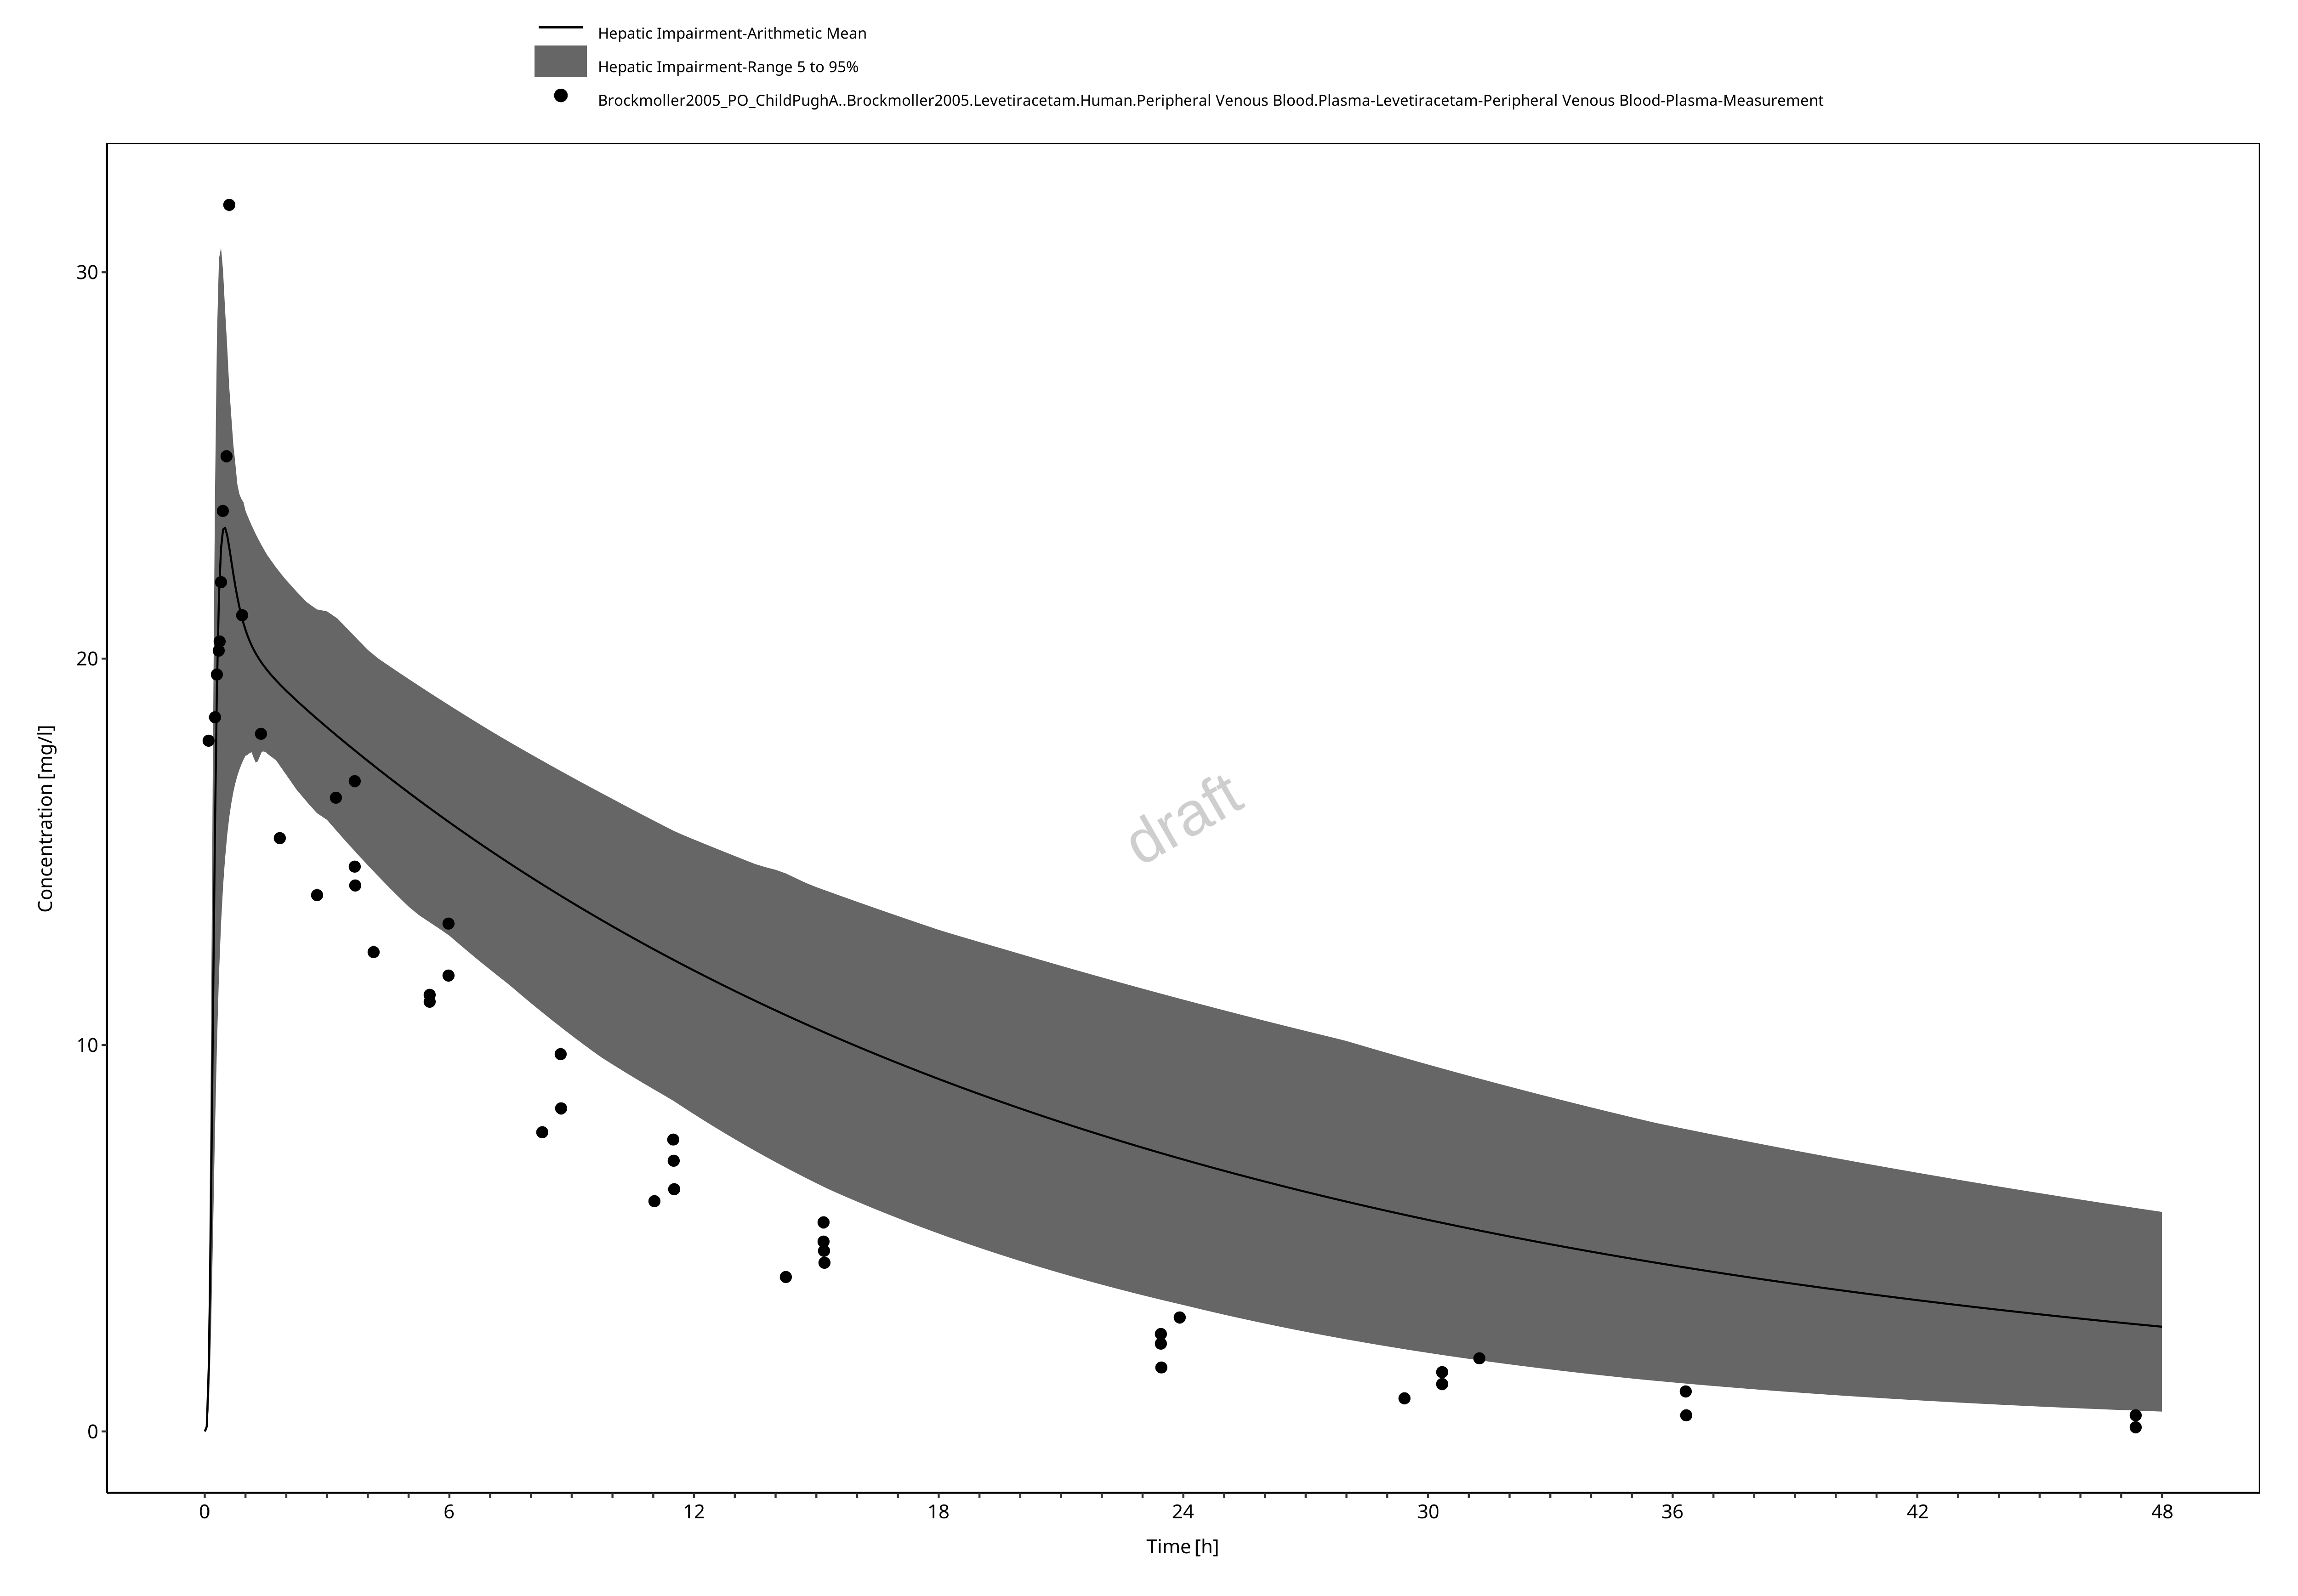 Hepatic Impairment-Arithmetic Mean
Hepatic Impairment-Range 5 to 95%
Brockmoller2005_PO_ChildPughA..Brockmoller2005.Levetiracetam.Human.Peripheral Venous Blood.Plasma-Levetiracetam-Peripheral Venous Blood-Plasma-Measurement
30
20
10
0
Concentration [mg/l]
draft
0 6 12 18 24 30 36 42 48
Time [h]